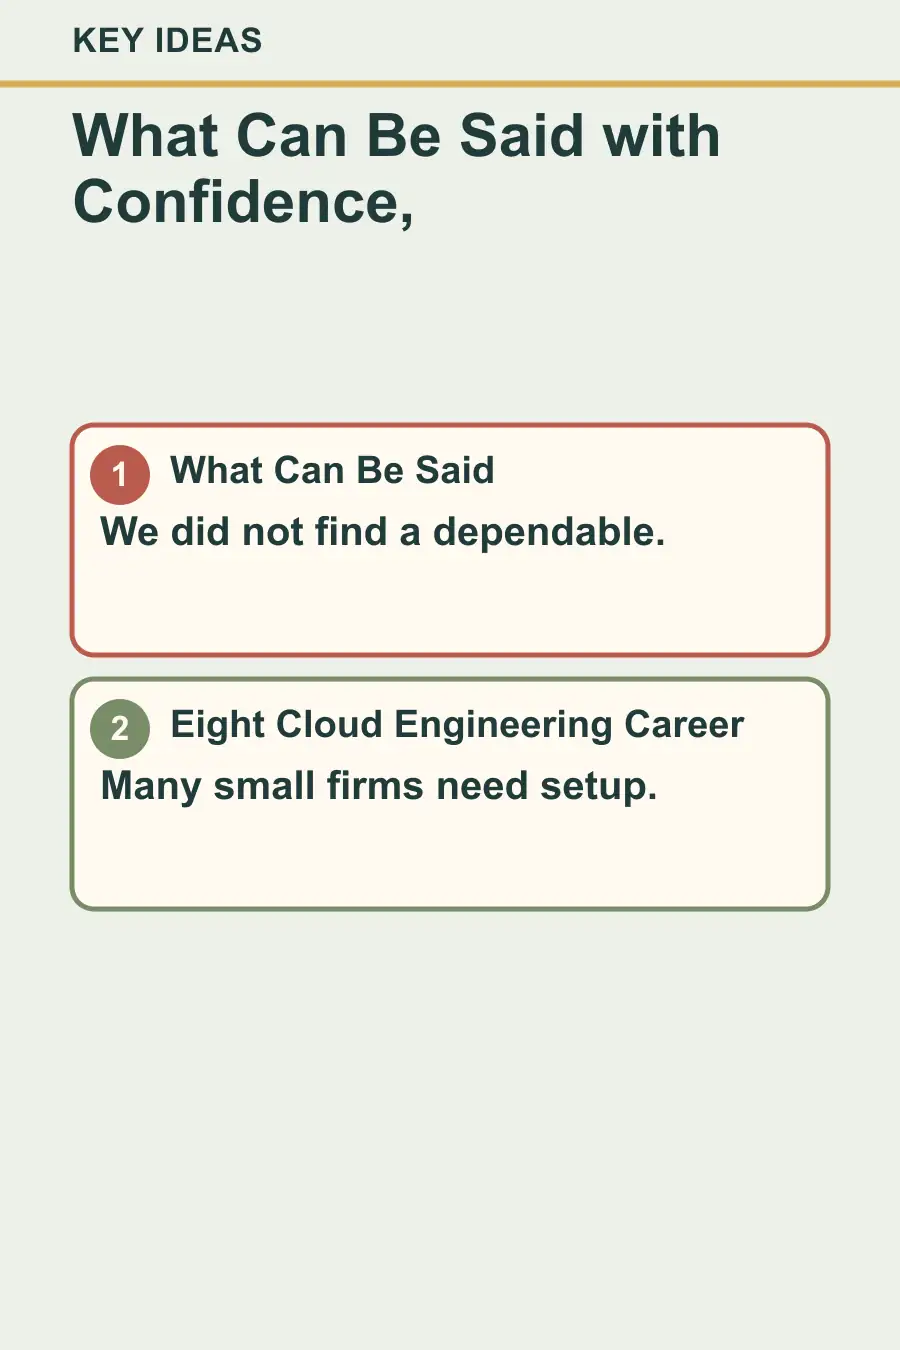 KEY IDEAS
What Can Be Said with
Confidence,
1 What Can Be Said
We did not find a dependable.
2 Eight Cloud Engineering Career
Many small firms need setup.